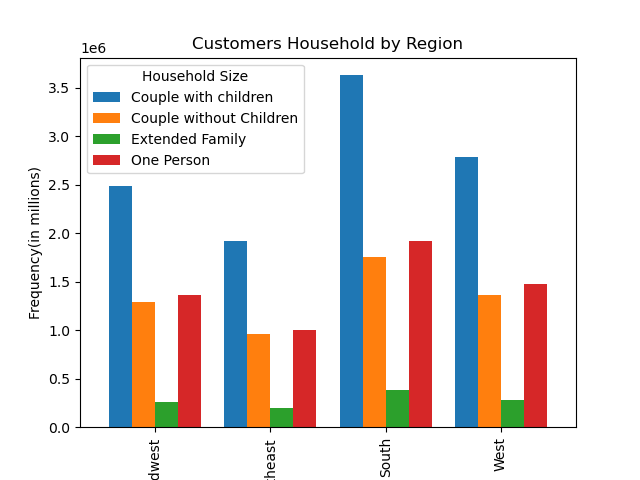 Customers Household by Region
1e6
Household Size
Couple with children
Couple without Children
Extended Family
One Person
Frequency(in millions)
3.5
3.0
2.5
2.0
1.5
1.0
0.5
0.0
dwest
heast
South
West